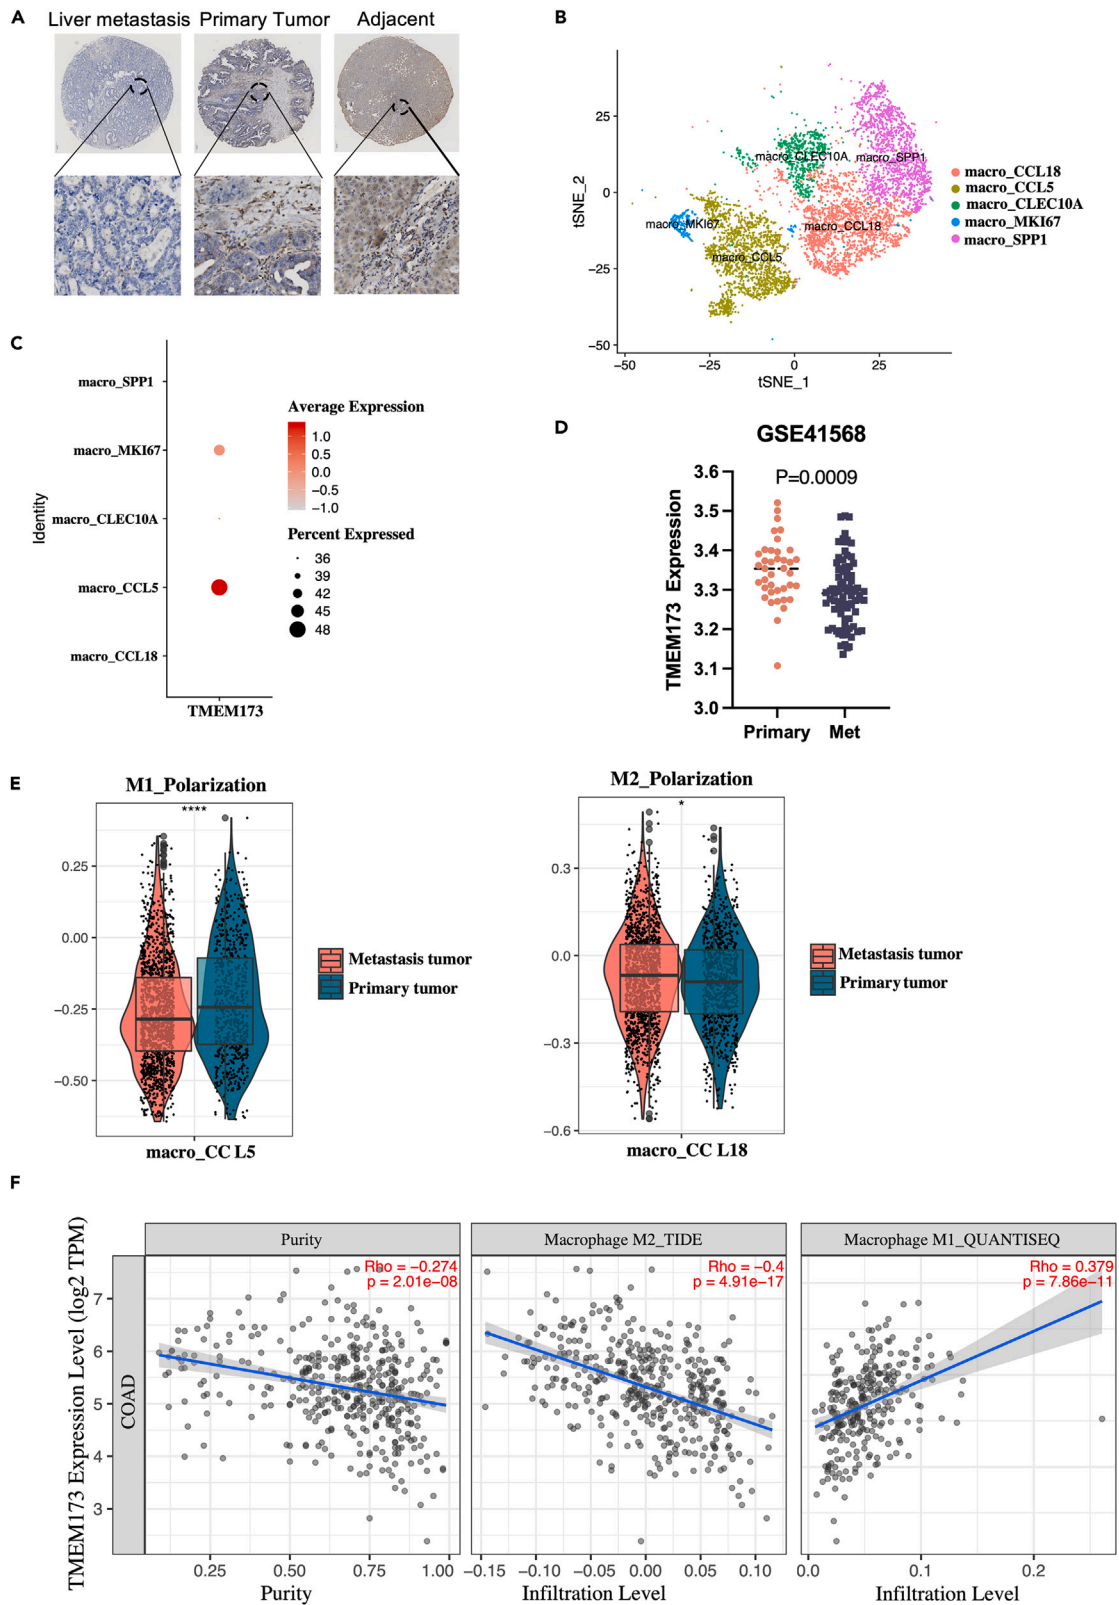 A
Liver metastasis Primary Tumor Adjacent
B
25
0
−25
−50
tSNE_2
−50 −25 0 25
tSNE_1
macro_CLEC10A
macro_SPP1
macro_MKI67
macro_CCL18
macro_CCL5
macro_CCL18
macro_CCL5
macro_CLEC10A
macro_MKI67
macro_SPP1
C
Identity
macro_SPP1
macro_MKI67
macro_CLEC10A
macro_CCL5
macro_CCL18
TMEM173
Average Expression
1.0
0.5
0.0
−0.5
−1.0
Percent Expressed
36
39
42
45
48
D
GSE41568
P=0.0009
TMEM173 Expression
3.6
3.5
3.4
3.3
3.2
3.1
3.0
Primary Met
E
M1_Polarization
****
0.25
0.00
−0.25
−0.50
macro_CC L5
Metastasis tumor
Primary tumor
M2_Polarization
*
0.3
0.0
−0.3
−0.6
macro_CC L18
Metastasis tumor
Primary tumor
F
TMEM173 Expression Level (log2 TPM)
COAD
7
6
5
4
3
Purity
Rho = −0.274
p = 2.01e−08
0.25 0.50 0.75 1.00
Purity
Macrophage M2_TIDE
Rho = −0.4
p = 4.91e−17
−0.15 −0.10 −0.05 0.00 0.05 0.10
Infiltration Level
Macrophage M1_QUANTISEQ
Rho = 0.379
p = 7.86e−11
0.0 0.1 0.2
Infiltration Level